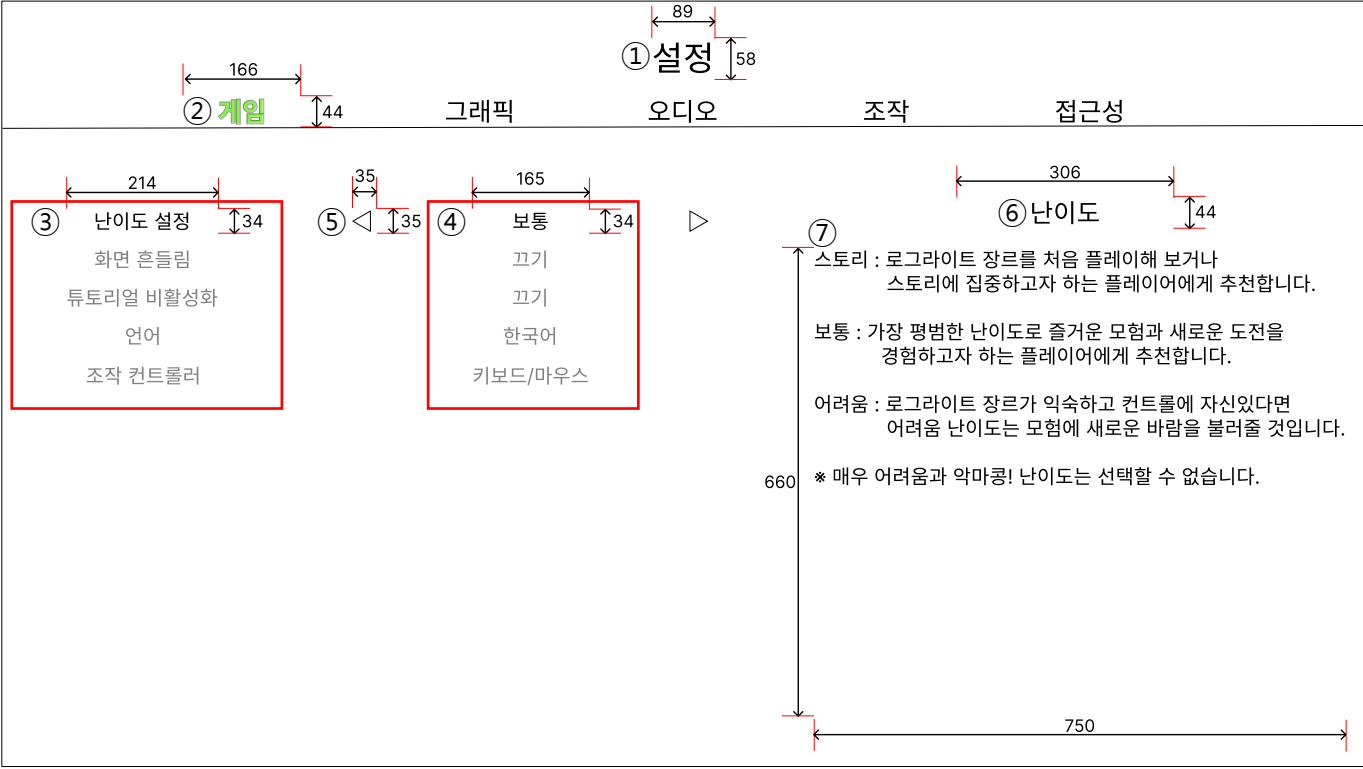 89
① 설정
58
166
② 게임
44
그래픽
오디오
조작
접근성
214
③ 난이도 설정
34
화면 흔들림
튜토리얼 비활성화
언어
조작 컨트롤러
35
⑤ ◁
35
165
④ 보통
34
끄기
끄기
한국어
키보드/마우스
▷
306
⑥ 난이도
44
⑦
스토리 : 로그라이트 장르를 처음 플레이해 보거나
스토리에 집중하고자 하는 플레이어에게 추천합니다.
보통 : 가장 평범한 난이도로 즐거운 모험과 새로운 도전을
경험하고자 하는 플레이어에게 추천합니다.
어려움 : 로그라이트 장르가 익숙하고 컨트롤에 자신있다면
어려움 난이도는 모험에 새로운 바람을 불러줄 것입니다.
※ 매우 어려움과 악마콩! 난이도는 선택할 수 없습니다.
660
750